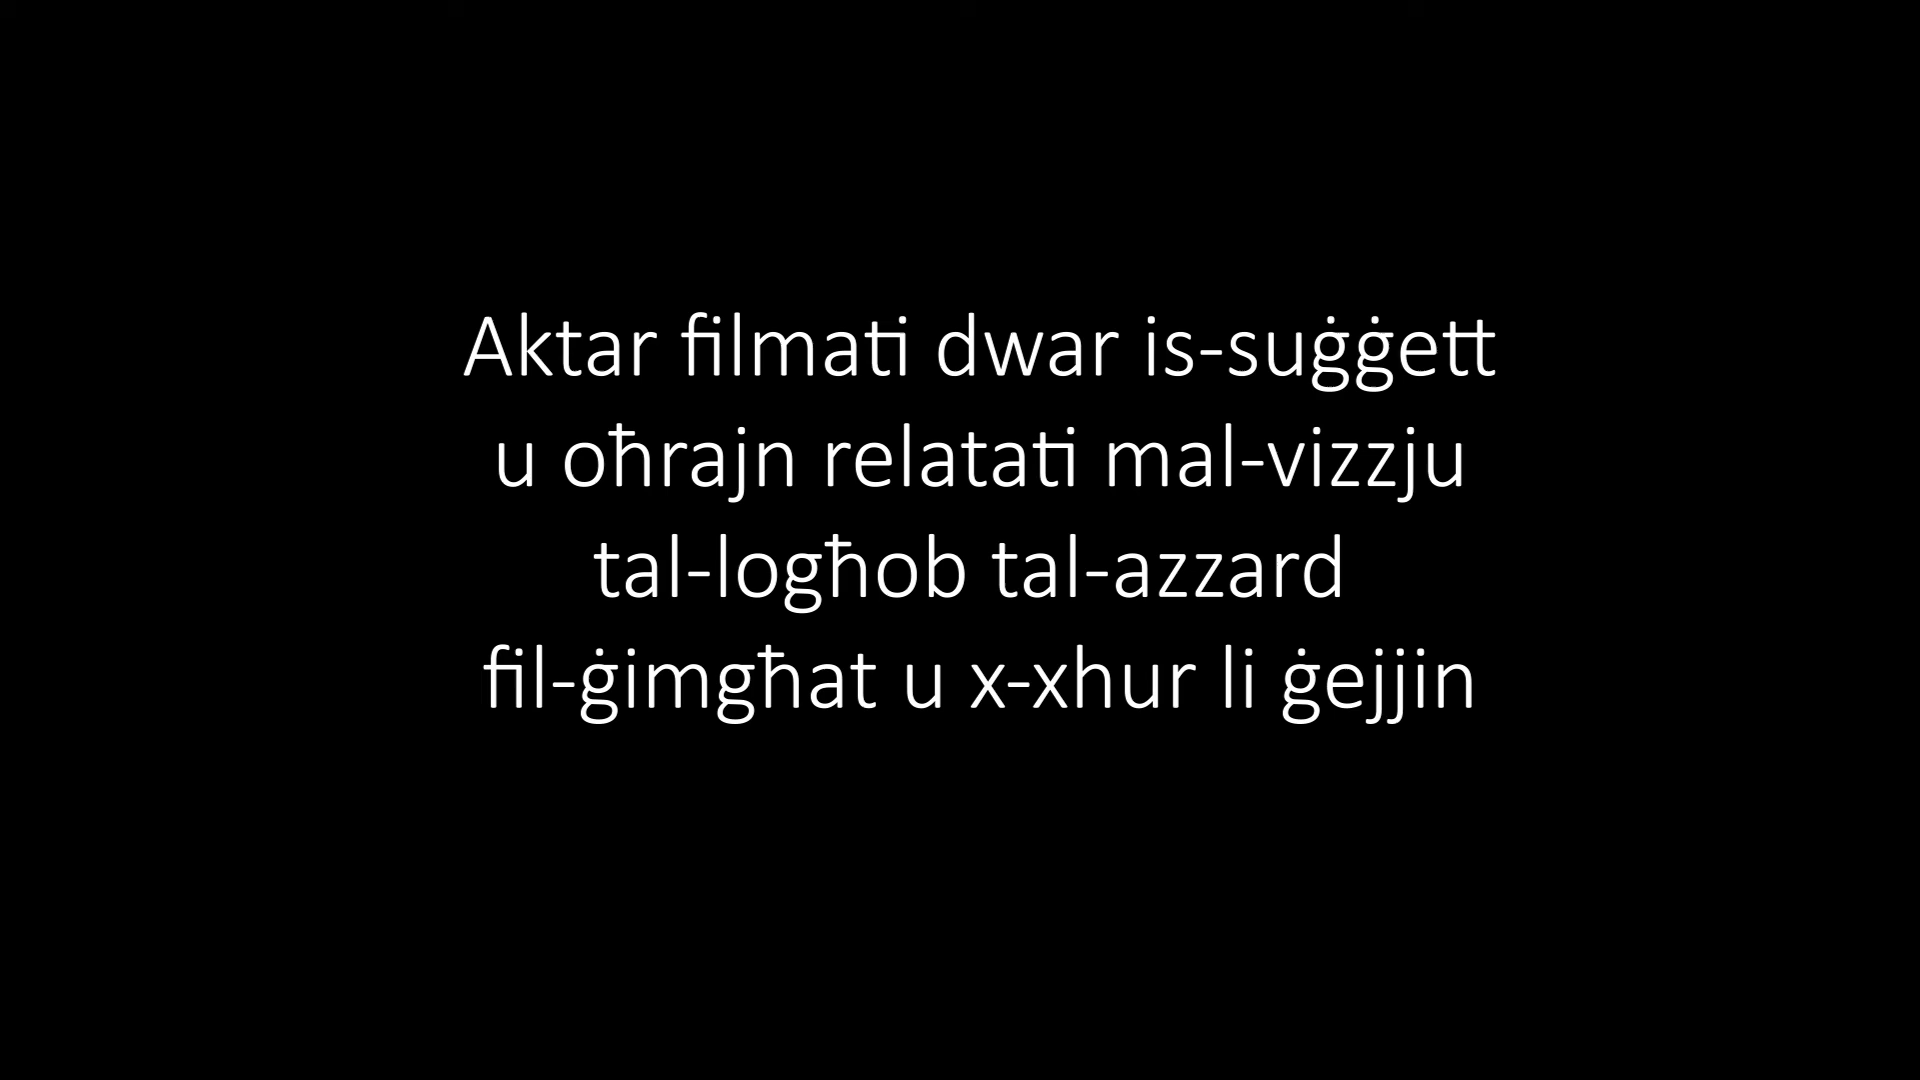 Aktar filmati dwar is-suġġett
u oħrajn relatati mal-vizzju
tal-logħob tal-azzard
fil-ġimgħat u x-xhur li ġejjin